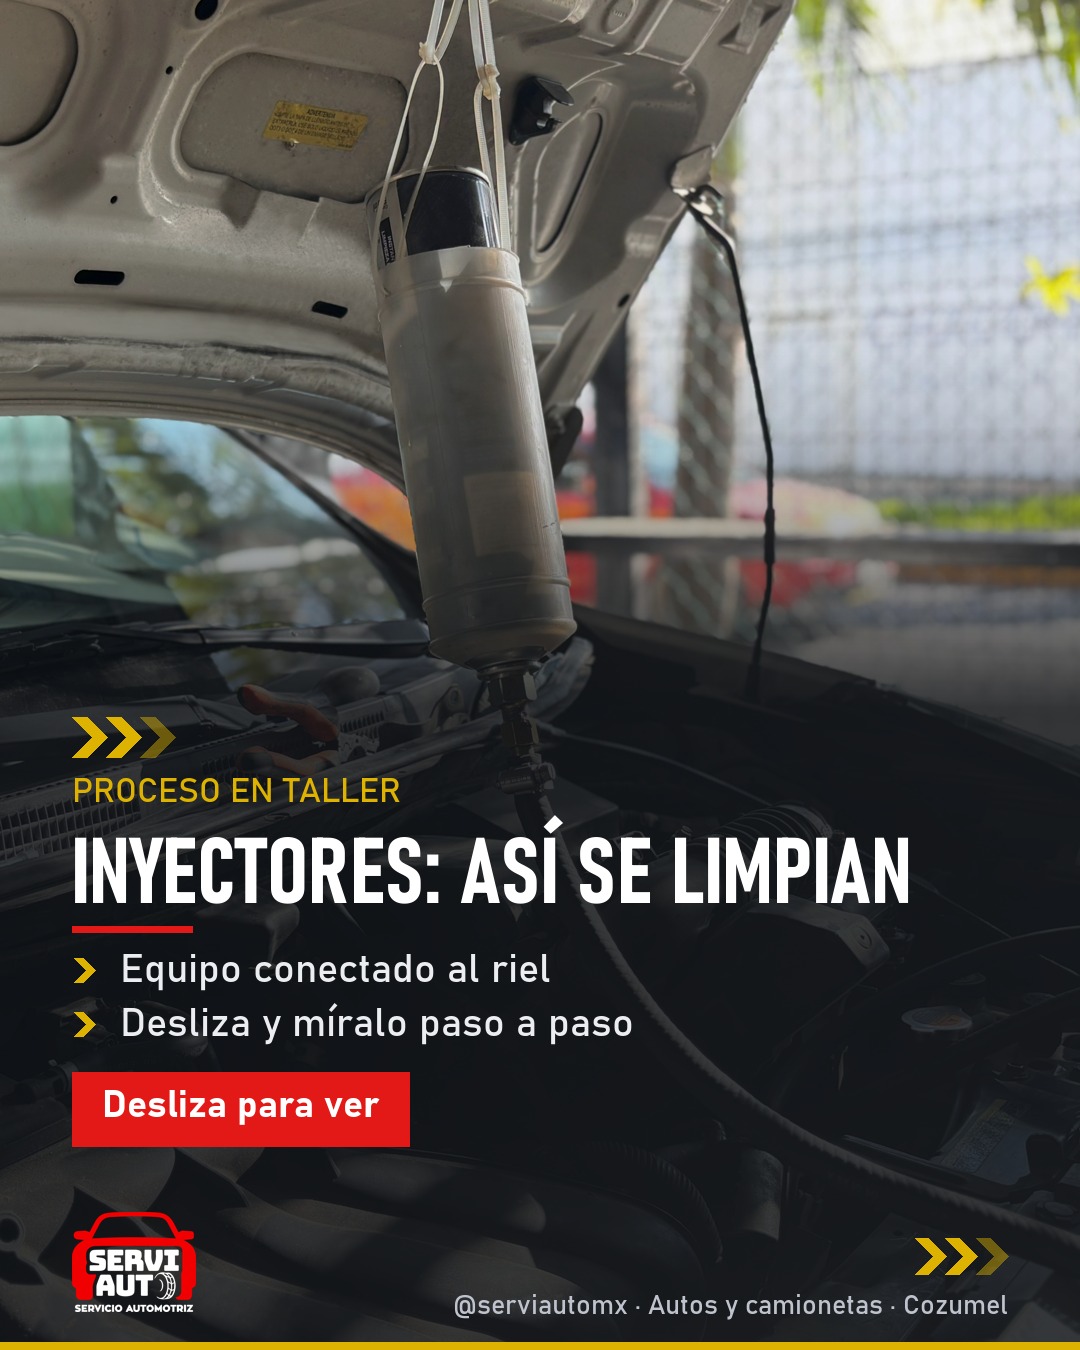 PROCESO EN TALLER
INYECTORES: ASÍ SE LIMPIAN
Equipo conectado al riel
Desliza y míralo paso a paso
Desliza para ver
SERVI
AUTO
SERVICIO AUTOMOTRIZ
@serviautomx · Autos y camionetas · Cozumel